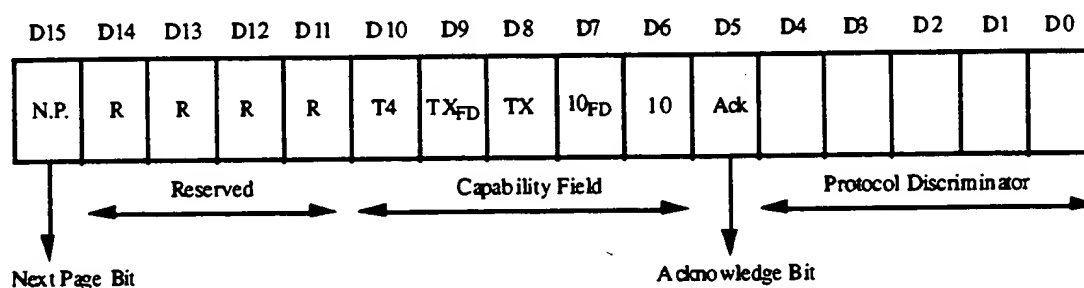 D15 D14 D13 D12 D11 D10 D9 D8 D7 D6 D5 D4 D3 D2 D1 D0
N.P. R R R R T4 TXFD TX 10FD 10 Ack
Reserved Capability Field Protocol Discriminator
Next Page Bit Acknowledge Bit